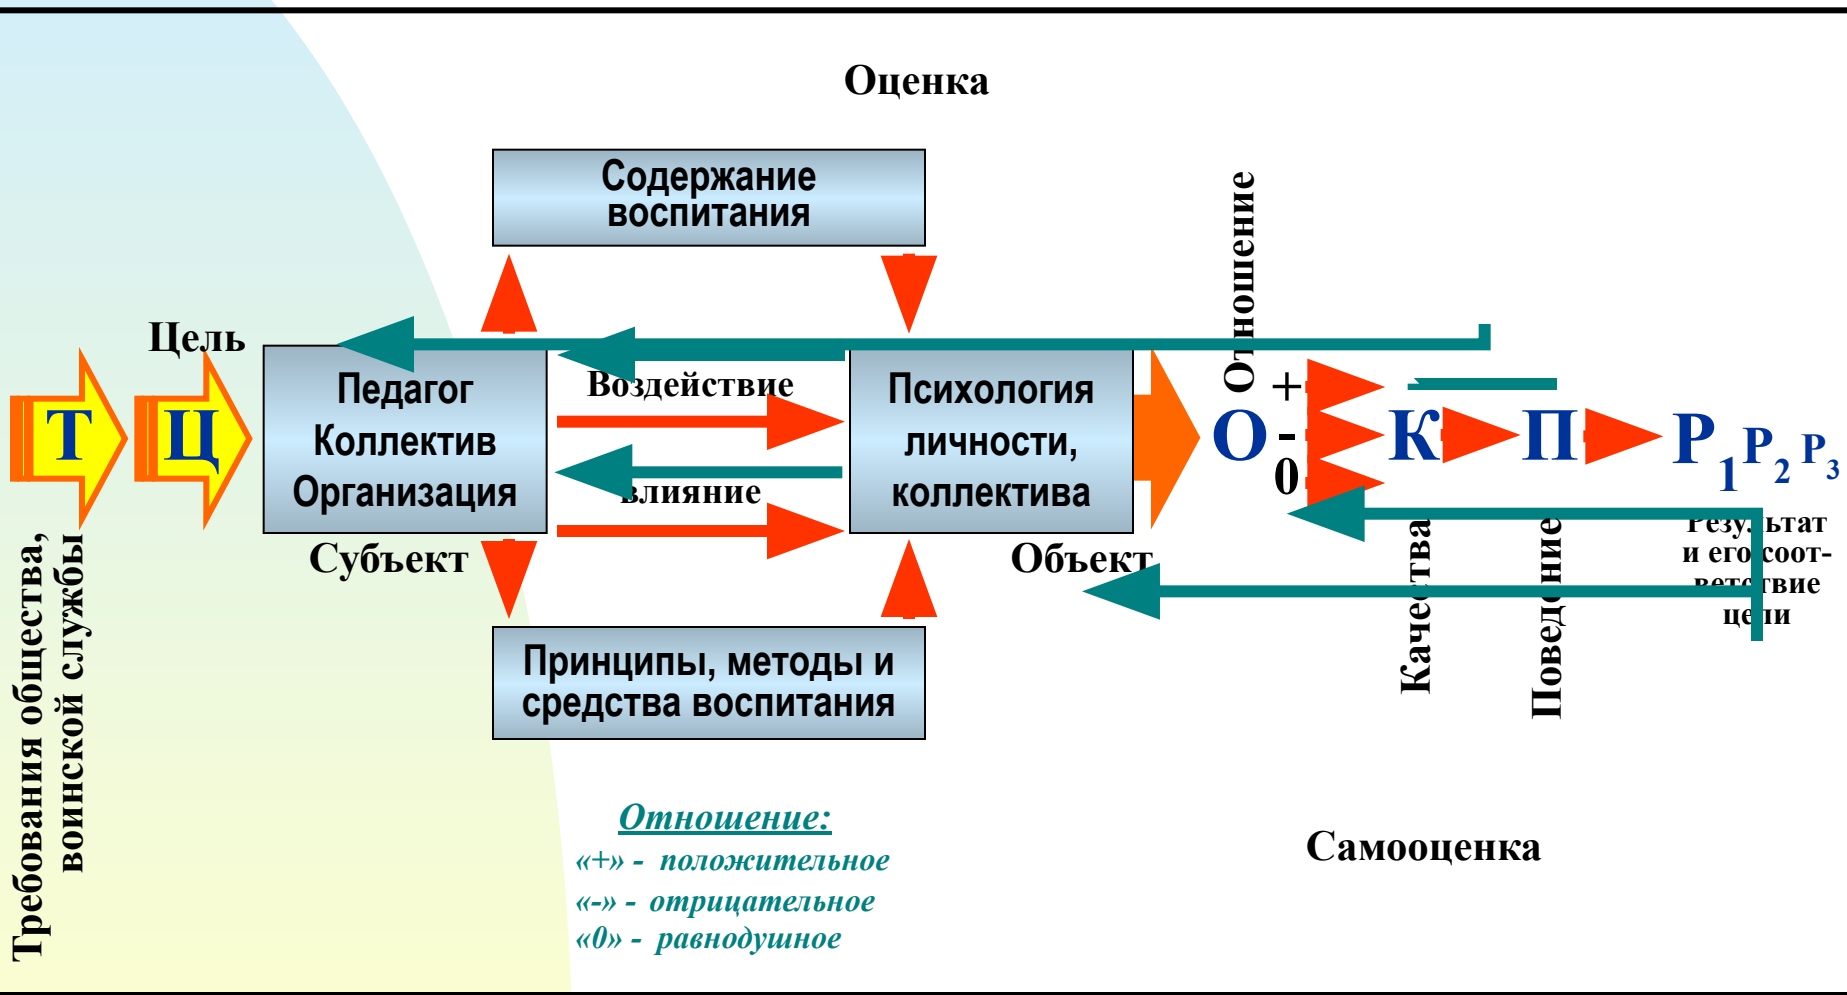 Оценка
Содержание
воспитания
Отношение
Цель
Т
Ц
Педагог
Коллектив
Организация
Воздействие
влияние
Психология
личности,
коллектива
+
-
0
О
К
П
Р1 Р2 Р3
Субъект
Объект
Требования общества,
воинской службы
Качества
Поведение
Результат
и его соот-
ветствие
цели
Принципы, методы и
средства воспитания
Отношение:
«+» - положительное
«-» - отрицательное
«0» - равнодушное
Самооценка